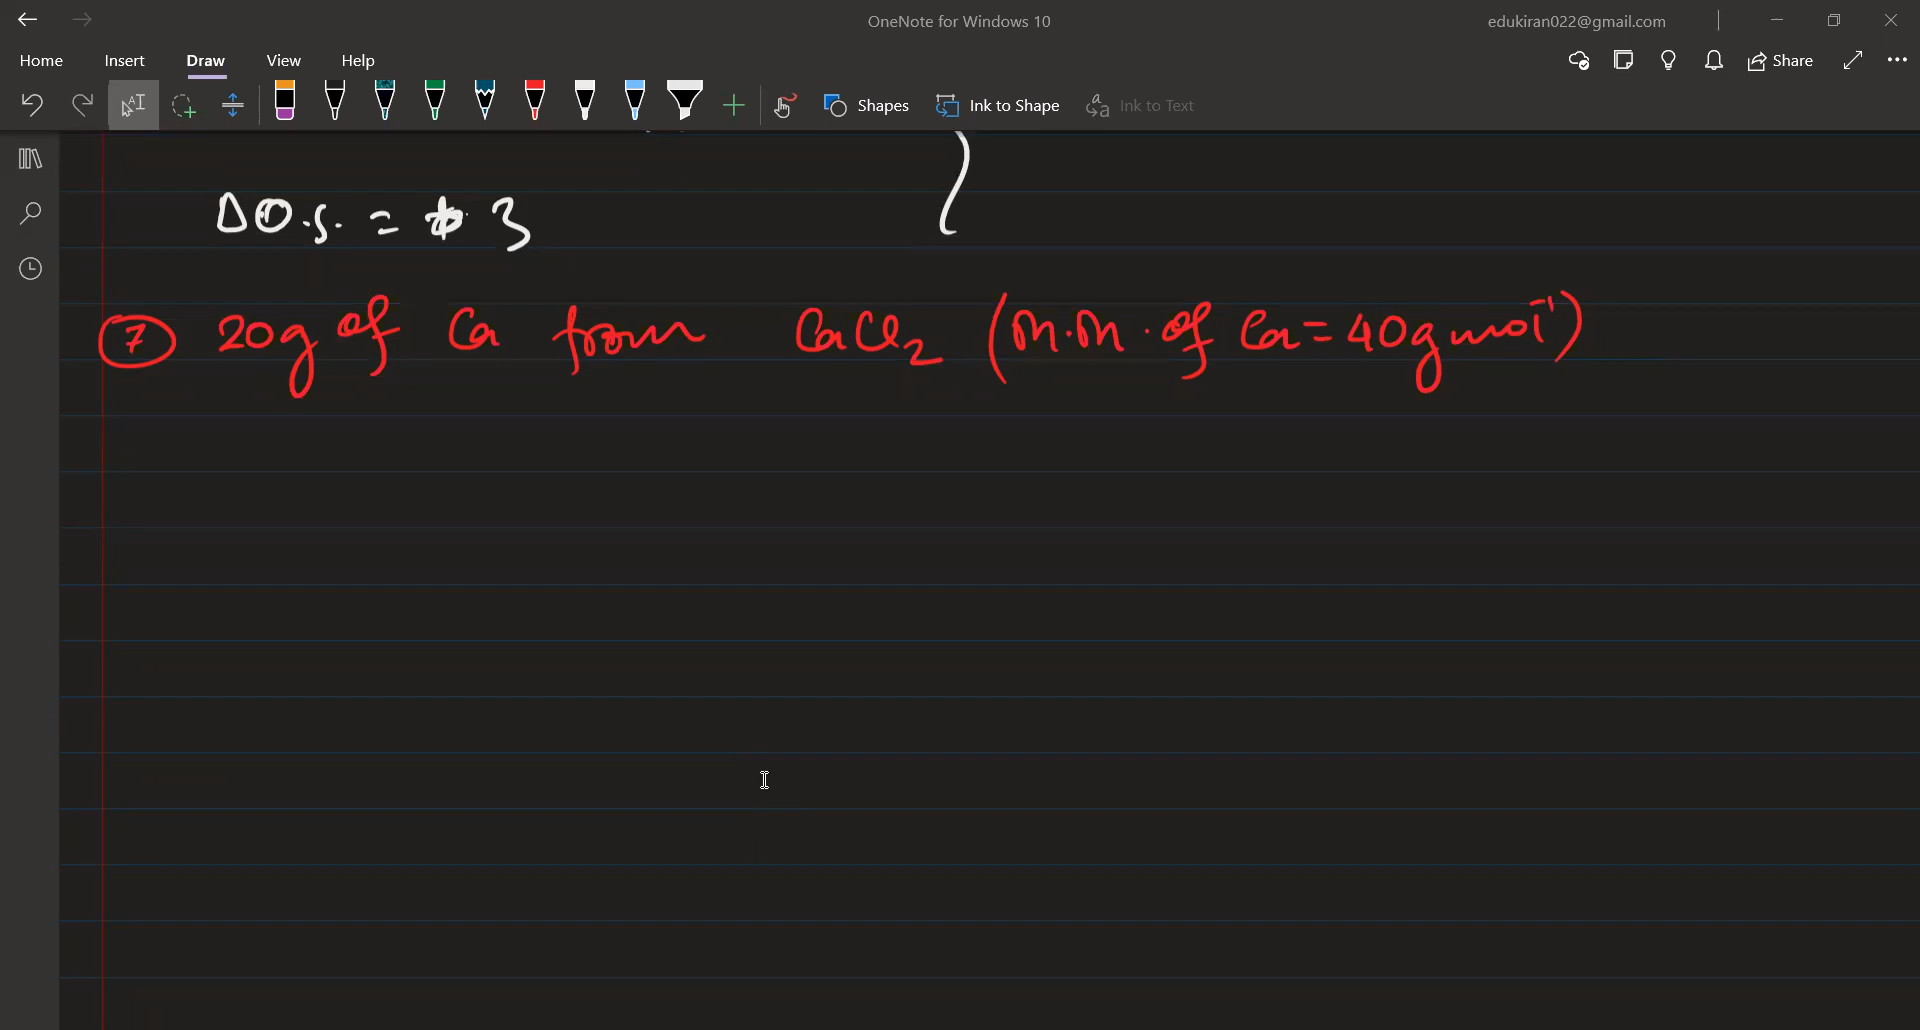 OneNote for Windows 10
edukiran022@gmail.com
Home Insert Draw View Help
Share
Shapes Ink to Shape Ink to Text
ΔO.S. = 3
⑦ 20g of Ca from CaCl₂ (M.M. of Ca = 40 g mol⁻¹)